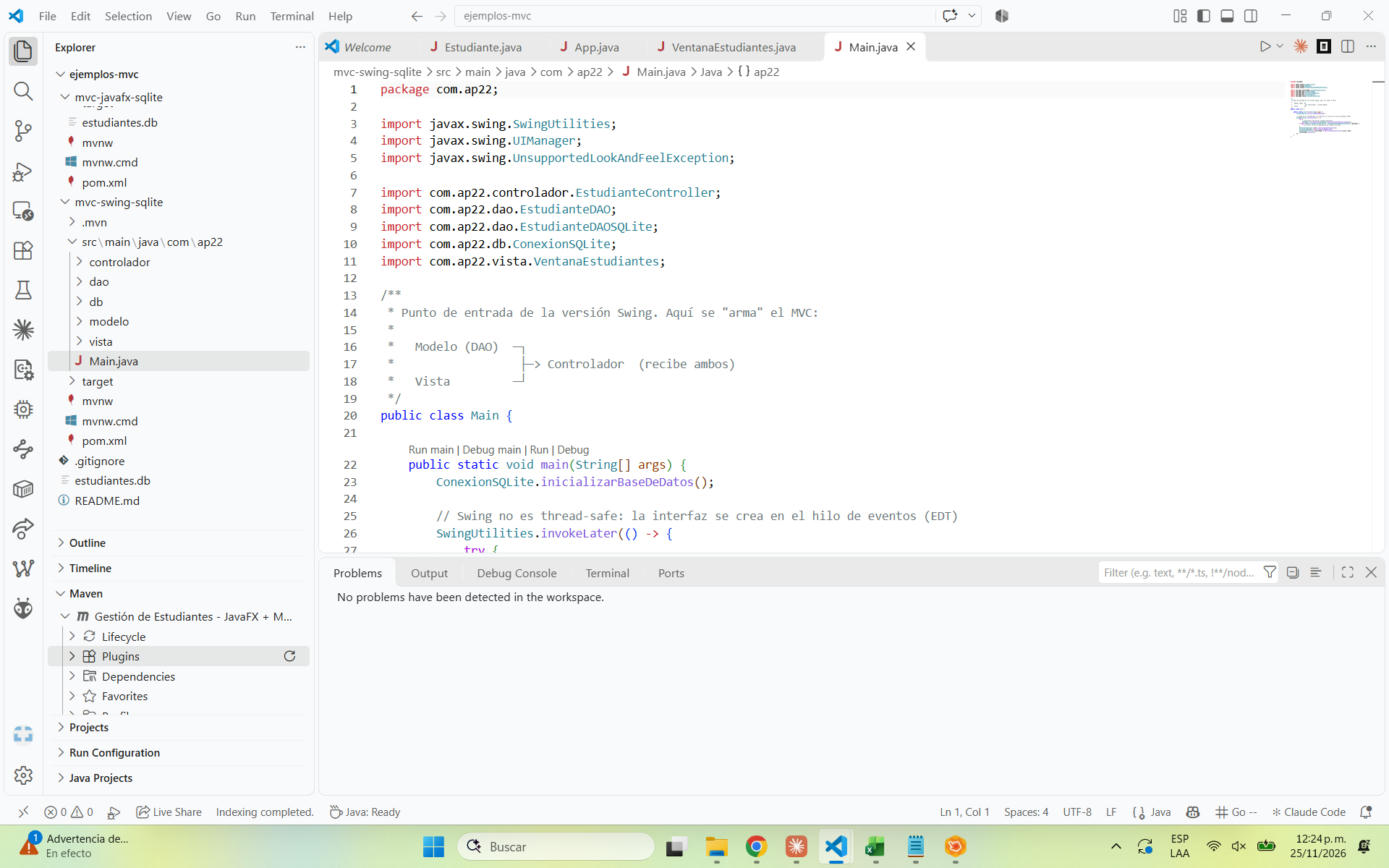 File Edit Selection View Go Run Terminal Help
ejemplos-mvc
Explorer
ejemplos-mvc
mvc-javafx-sqlite
estudiantes.db
mvnw
mvnw.cmd
pom.xml
mvc-swing-sqlite
.mvn
src\main\java\com\ap22
controlador
dao
db
modelo
vista
Main.java
target
mvnw
mvnw.cmd
pom.xml
.gitignore
estudiantes.db
README.md
Outline
Timeline
Maven
Gestión de Estudiantes - JavaFX + M...
Lifecycle
Plugins
Dependencies
Favorites
Projects
Run Configuration
Java Projects
Welcome Estudiante.java App.java VentanaEstudiantes.java Main.java
mvc-swing-sqlite > src > main > java > com > ap22 > Main.java > Java > {} ap22
1 package com.ap22;
2
3 import javax.swing.SwingUtilities;
4 import javax.swing.UIManager;
5 import javax.swing.UnsupportedLookAndFeelException;
6
7 import com.ap22.controlador.EstudianteController;
8 import com.ap22.dao.EstudianteDAO;
9 import com.ap22.dao.EstudianteDAOSQLite;
10 import com.ap22.db.ConexionSQLite;
11 import com.ap22.vista.VentanaEstudiantes;
12
13 /**
14 * Punto de entrada de la versión Swing. Aquí se "arma" el MVC:
15 *
16 * Modelo (DAO) ─┐
17 * ├─> Controlador (recibe ambos)
18 * Vista ─┘
19 */
20 public class Main {
21
Run main | Debug main | Run | Debug
22 public static void main(String[] args) {
23 ConexionSQLite.inicializarBaseDeDatos();
24
25 // Swing no es thread-safe: la interfaz se crea en el hilo de eventos (EDT)
26 SwingUtilities.invokeLater(() -> {
27 try {
Problems Output Debug Console Terminal Ports
Filter (e.g. text, **/*.ts, !**/nod...
No problems have been detected in the workspace.
0 0 Live Share Indexing completed. Java: Ready
Ln 1, Col 1 Spaces: 4 UTF-8 LF {} Java Go -- Claude Code
1
Advertencia de...
En efecto
Buscar
ESP
LAA
12:24 p.m.
25/11/2026